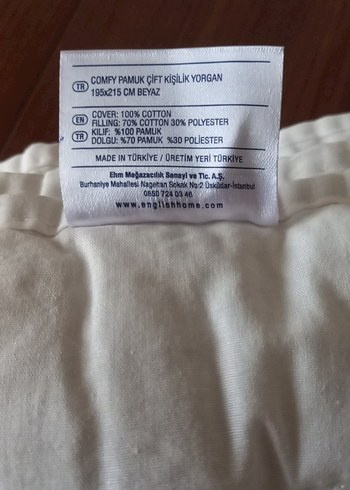 TR COMFY PAMUK ÇİFT KİŞİLİK YORGAN
195x215 CM BEYAZ
EN COVER: 100% COTTON
FILLING: 70% COTTON 30% POLYESTER
TR KILIF: %100 PAMUK
DOLGU: %70 PAMUK %30 POLİESTER
MADE IN TÜRKİYE / ÜRETİM YERİ TÜRKİYE
Ehm Mağazacılık Sanayi ve Tic. A.Ş.
Burhaniye Mahallesi Nagehan Sokak No:2 Üsküdar-İstanbul
0850 724 03 46
www.englishhome.com